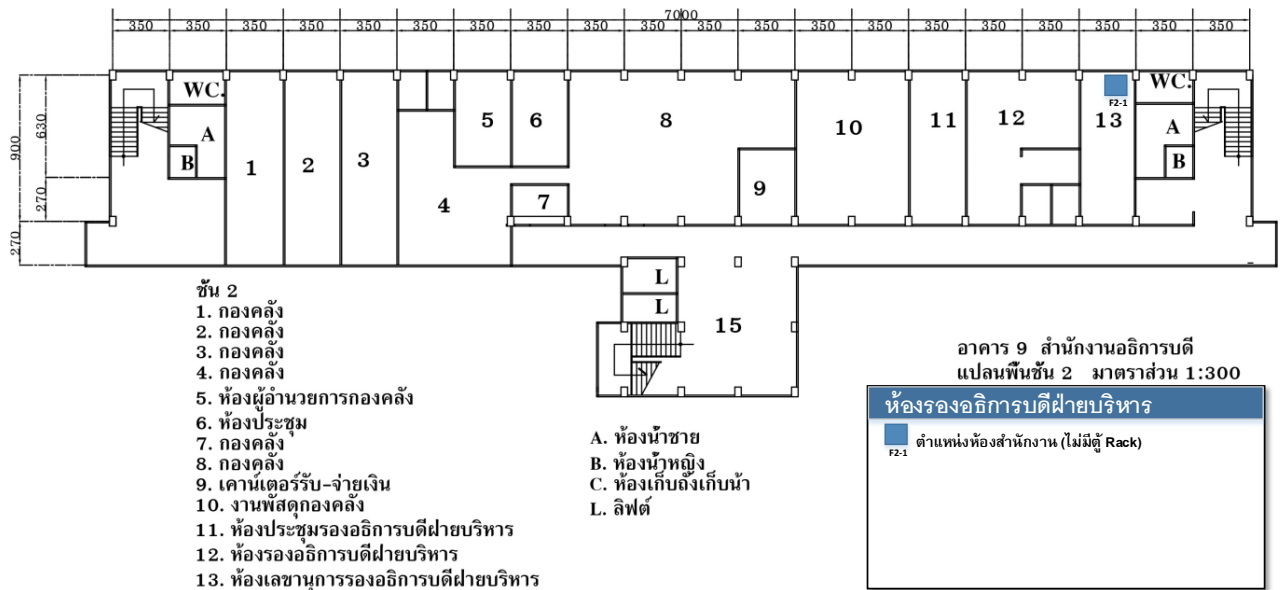 7000
350 350 350 350 350 350 350 350 350 350 350 350 350 350 350 350 350 350 350 350
WC.
WC.
F2-1
900
630
270
270
A
B
1
2
3
4
5
6
7
8
9
10
11
12
13
A
B
L
L
15
ชั้น 2
1. กองคลัง
2. กองคลัง
3. กองคลัง
4. กองคลัง
5. ห้องผู้อำนวยการกองคลัง
6. ห้องประชุม
7. กองคลัง
8. กองคลัง
9. เคาน์เตอร์รับ-จ่ายเงิน
10. งานพัสดุกองคลัง
11. ห้องประชุมรองอธิการบดีฝ่ายบริหาร
12. ห้องรองอธิการบดีฝ่ายบริหาร
13. ห้องเลขานุการรองอธิการบดีฝ่ายบริหาร
A. ห้องน้ำชาย
B. ห้องน้ำหญิง
C. ห้องเก็บถังเก็บน้ำ
L. ลิฟต์
อาคาร 9 สำนักงานอธิการบดี
แปลนพื้นชั้น 2 มาตราส่วน 1:300
ห้องรองอธิการบดีฝ่ายบริหาร
ตำแหน่งห้องสำนักงาน (ไม่มีตู้ Rack)
F2-1